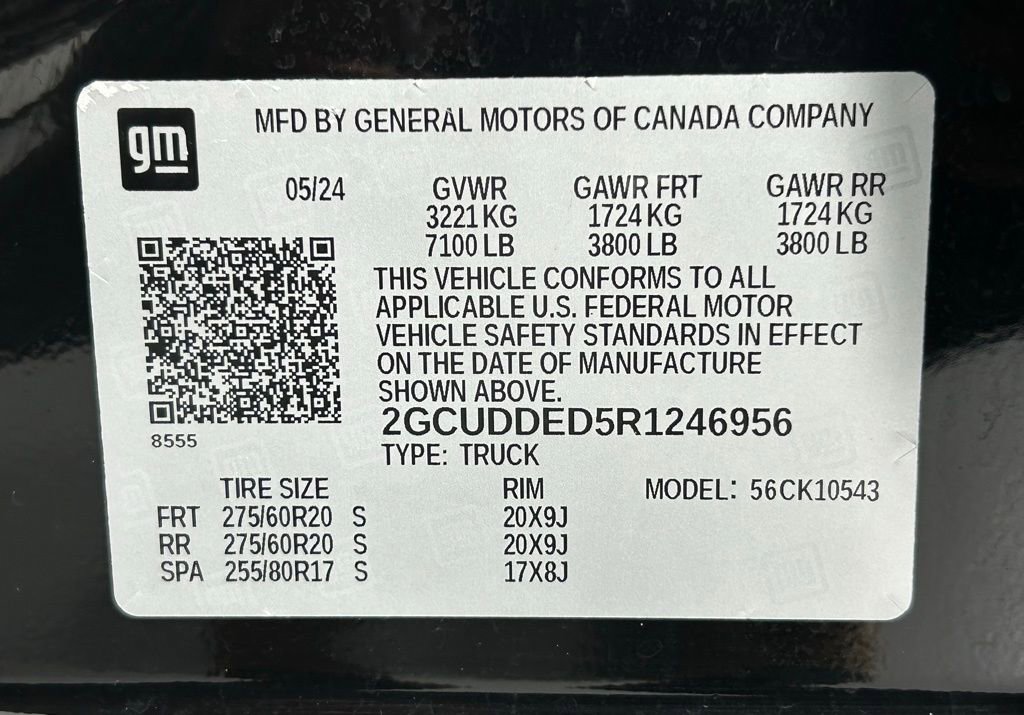 gm
MFD BY GENERAL MOTORS OF CANADA COMPANY
05/24 GVWR GAWR FRT GAWR RR
3221 KG 1724 KG 1724 KG
7100 LB 3800 LB 3800 LB
THIS VEHICLE CONFORMS TO ALL
APPLICABLE U.S. FEDERAL MOTOR
VEHICLE SAFETY STANDARDS IN EFFECT
ON THE DATE OF MANUFACTURE
SHOWN ABOVE.
2GCUDDED5R1246956
8555
TYPE: TRUCK
TIRE SIZE RIM MODEL: 56CK10543
FRT 275/60R20 S 20X9J
RR 275/60R20 S 20X9J
SPA 255/80R17 S 17X8J